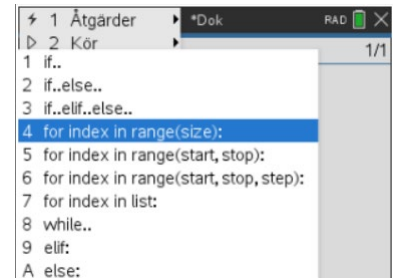 1 Åtgärder *Dok RAD
2 Kör 1/1
1 if..
2 if..else..
3 if..elif..else..
4 for index in range(size):
5 for index in range(start,stop):
6 for index in range(start,stop,step):
7 for index in list:
8 while..
9 elif:
A else: